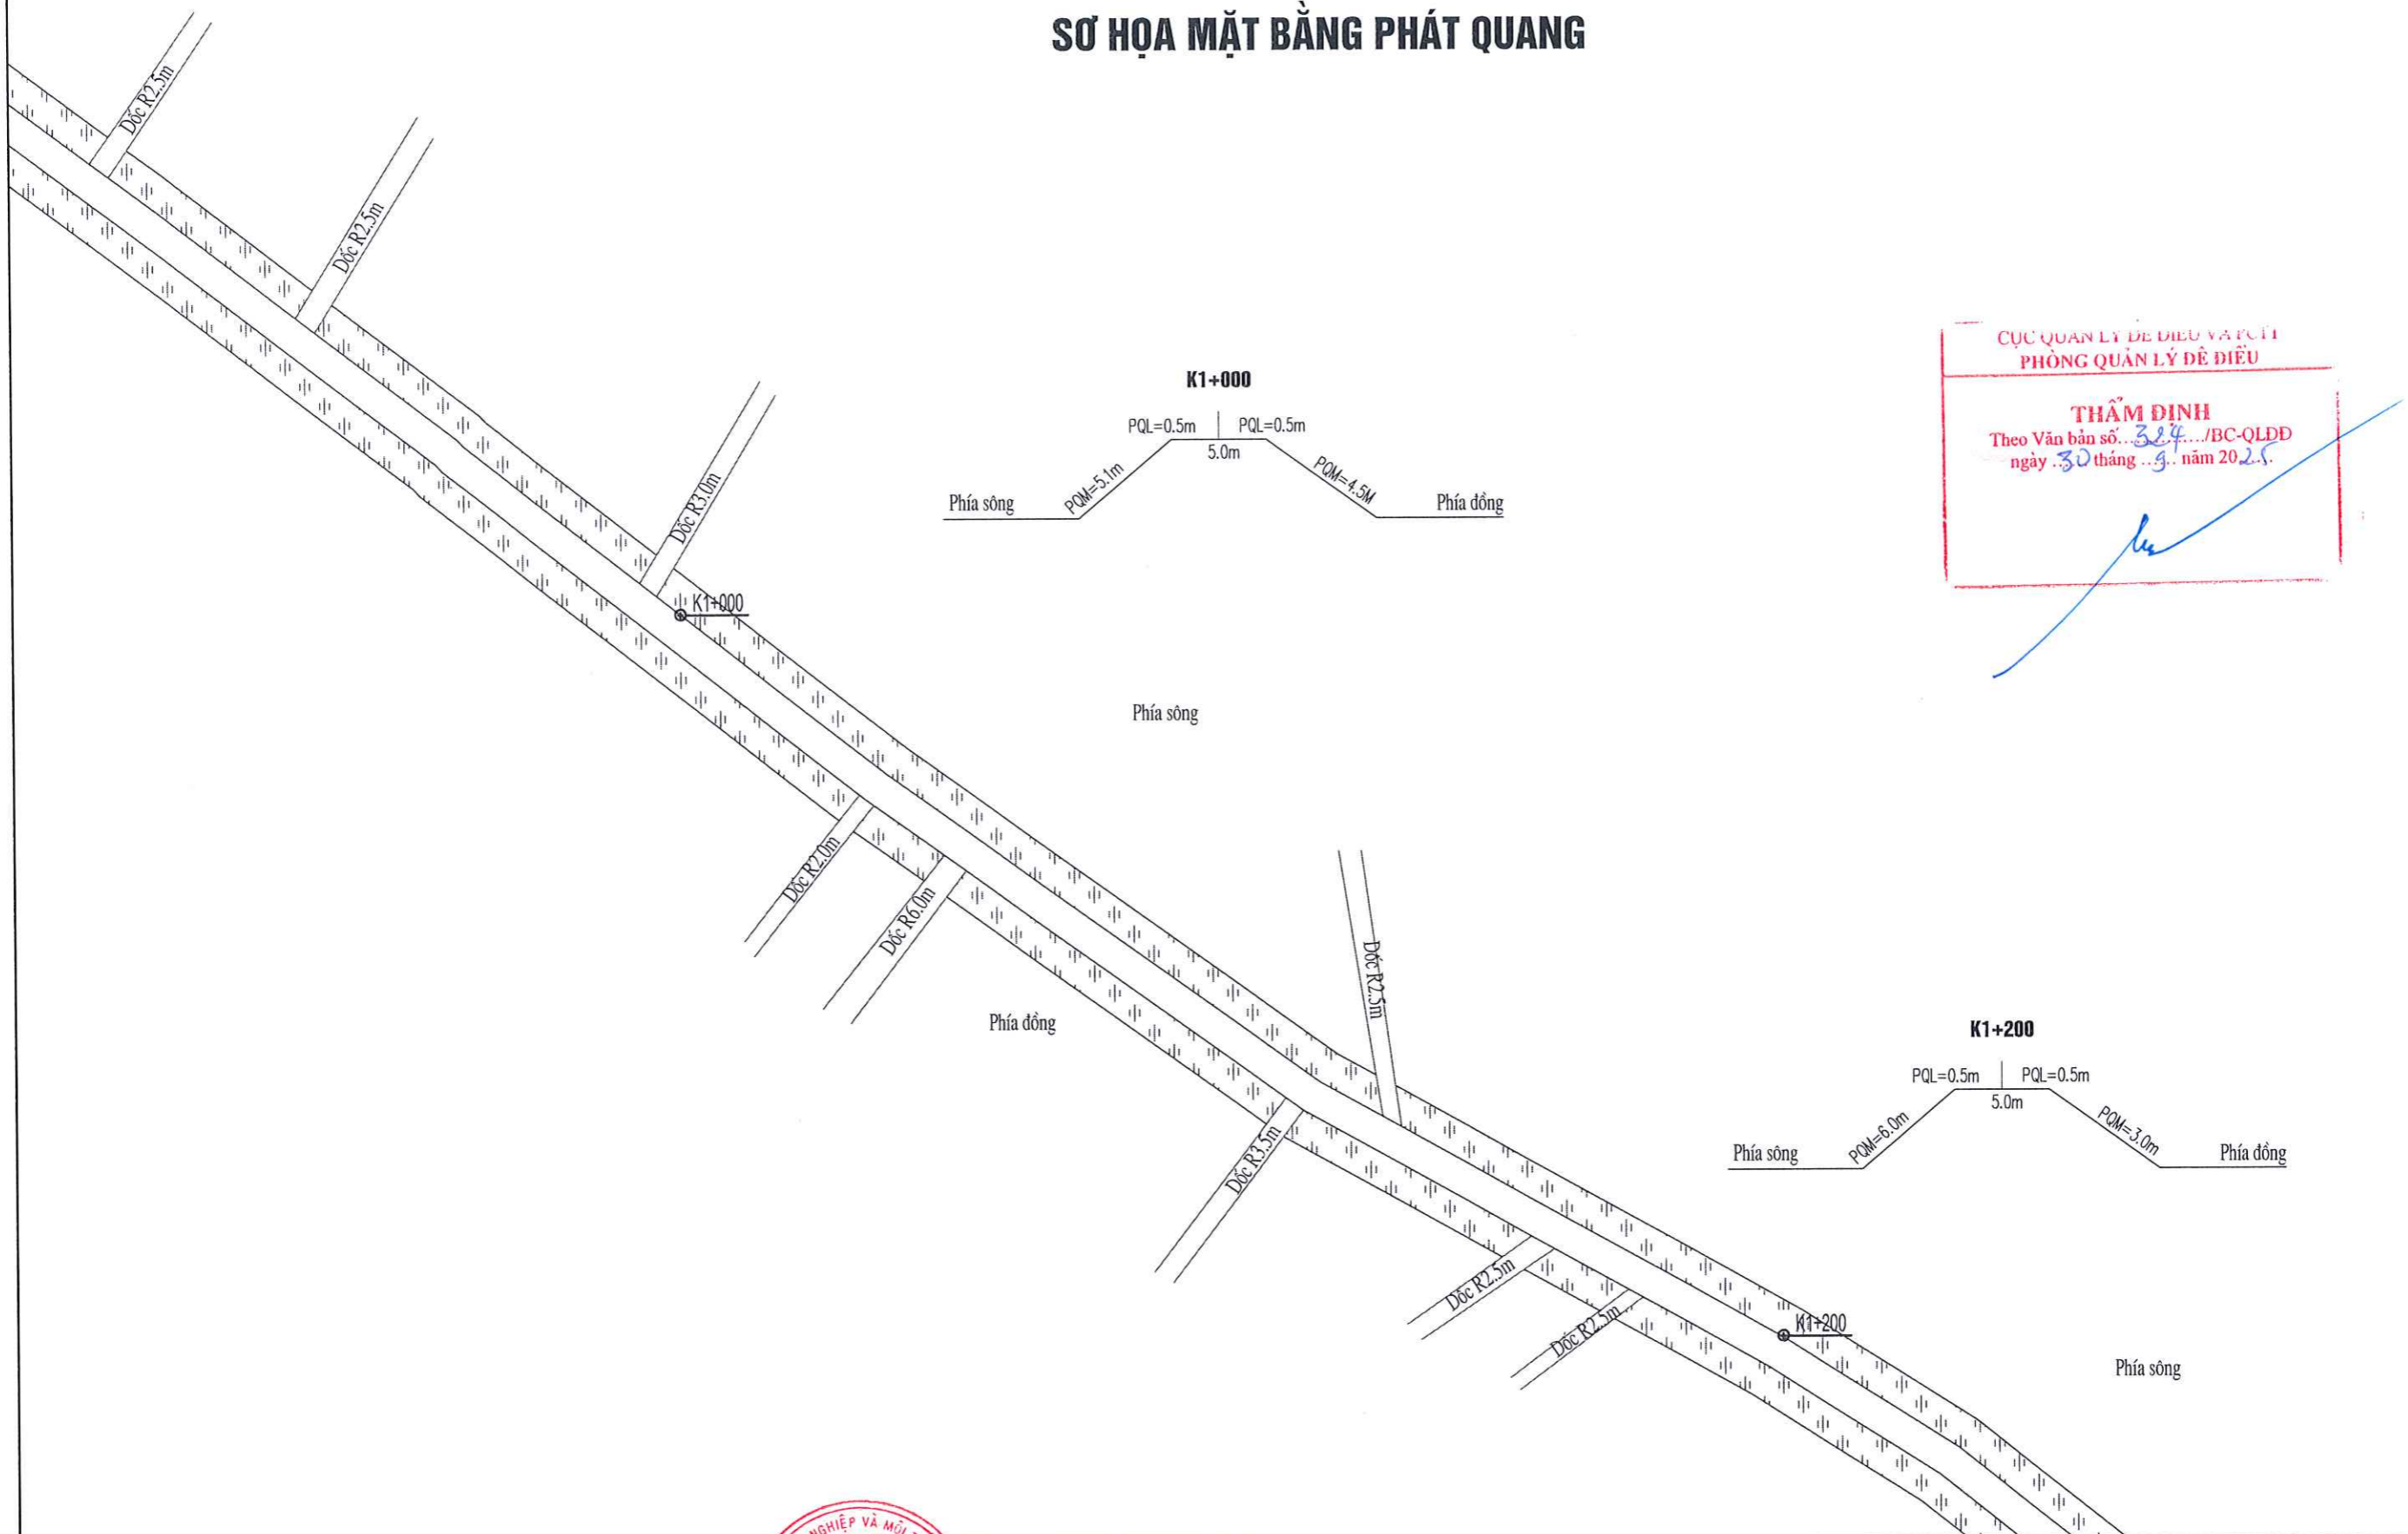 SƠ HỌA MẶT BẰNG PHÁT QUANG
Dốc R2.5m
Dốc R2.5m
CỤC QUẢN LÝ ĐÊ ĐIỀU VÀ PCTT
PHÒNG QUẢN LÝ ĐÊ ĐIỀU
THẨM ĐỊNH
Theo Văn bản số...324.../BC-QLDĐ
ngày ..30 tháng ..9.. năm 2025.
K1+000
PQL=0.5m PQL=0.5m
5.0m
PQM=5.1m
PQM=4.5M
Phía sông
Phía đồng
Dốc R3.0m
K1+000
Phía sông
Dốc R2.0m
Dốc R6.0m
Dốc R2.5m
Phía đồng
K1+200
PQL=0.5m PQL=0.5m
5.0m
PQM=6.0m
PQM=3.0m
Phía sông
Phía đồng
Dốc R3.5m
Dốc R2.5m
Dốc R2.5m
K1+200
Phía sông
NGHIỆP VÀ MÔI